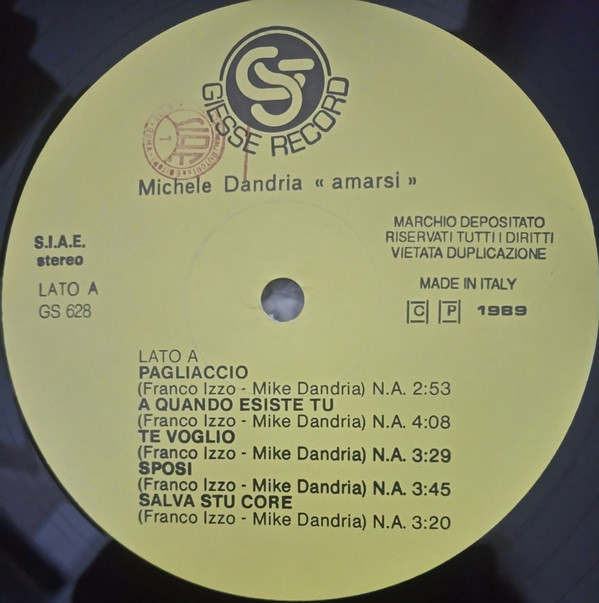 GIESSE RECORD
Michele Dandria « amarsi »
S.I.A.E.
stereo
LATO A
GS 628
MARCHIO DEPOSITATO
RISERVATI TUTTI I DIRITTI
VIETATA DUPLICAZIONE
MADE IN ITALY
C P 1989
LATO A
PAGLIACCIO
(Franco Izzo - Mike Dandria) N.A. 2:53
A QUANDO ESISTE TU
(Franco Izzo - Mike Dandria) N.A. 4:08
TE VOGLIO
(Franco Izzo - Mike Dandria) N.A. 3:29
SPOSI
(Franco Izzo - Mike Dandria) N.A. 3:45
SALVA STU CORE
(Franco Izzo - Mike Dandria) N.A. 3:20